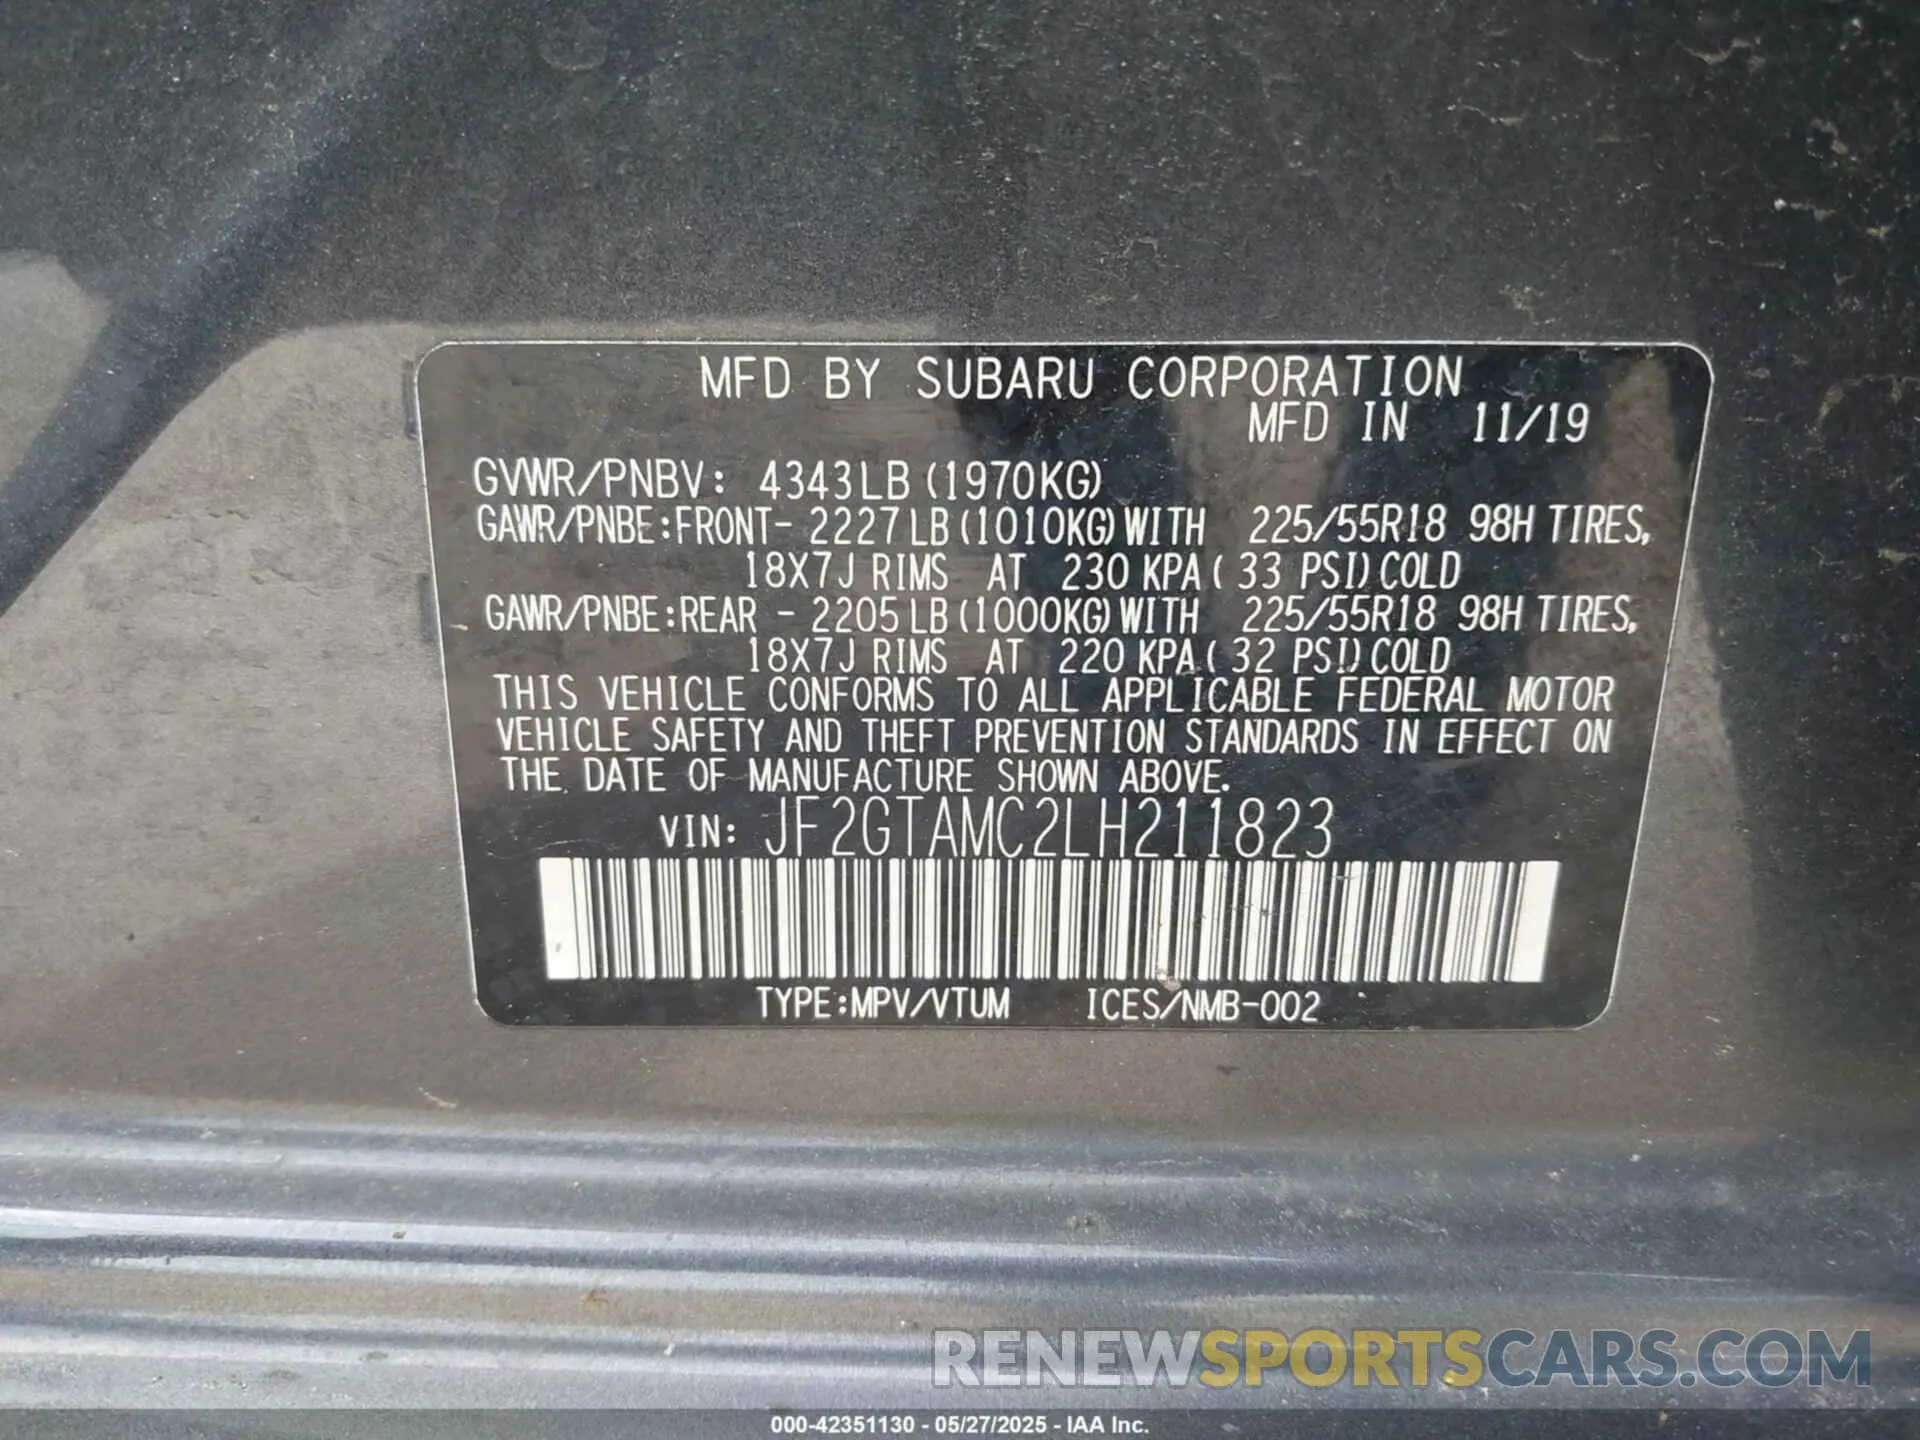 MFD BY SUBARU CORPORATION
MFD IN 11/19
GVWR/PNBV: 4343LB (1970KG)
GAWR/PNBE:FRONT- 2227LB (1010KG) WITH 225/55R18 98H TIRES,
18X7J RIMS AT 230 KPA ( 33 PSI) COLD
GAWR/PNBE:REAR - 2205LB (1000KG) WITH 225/55R18 98H TIRES,
18X7J RIMS AT 220 KPA ( 32 PSI) COLD
THIS VEHICLE CONFORMS TO ALL APPLICABLE FEDERAL MOTOR
VEHICLE SAFETY AND THEFT PREVENTION STANDARDS IN EFFECT ON
THE DATE OF MANUFACTURE SHOWN ABOVE.
VIN: JF2GTAMC2LH211823
TYPE:MPV/VTUM ICES/NMB-002
RENEWSPORTSCARS.COM
000-42351130 - 05/27/2025 - IAA Inc.